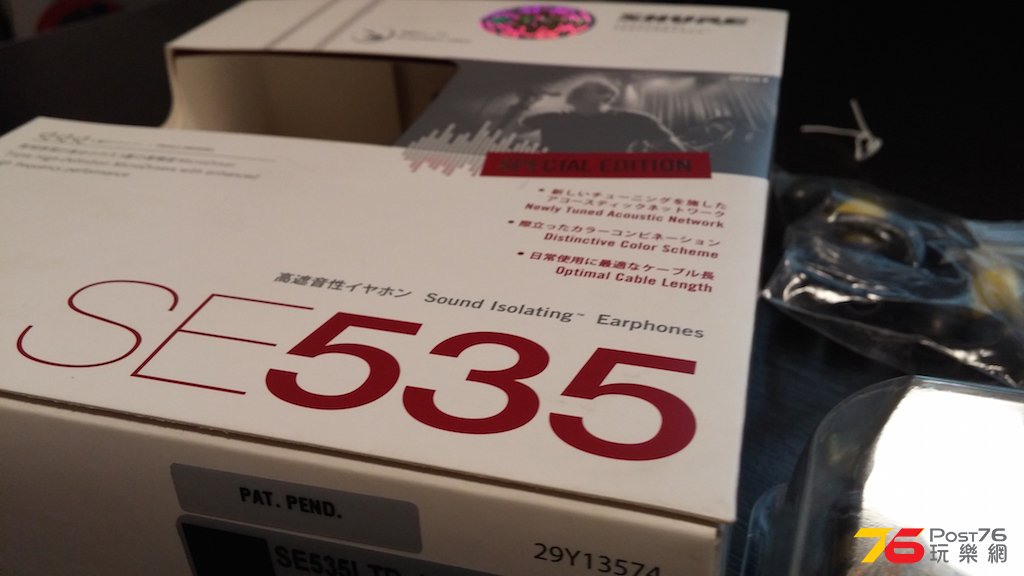 SHURE
SPECIAL EDITION
• 新しいチューニングを施した
アコースティックネットワーク
Newly Tuned Acoustic Network
• 際立ったカラーコンビネーション
Distinctive Color Scheme
• 日常使用に最適なケーブル長
Optimal Cable Length
高遮音性イヤホン Sound Isolating™ Earphones
SE535
PAT. PEND.
29Y13574
76 Post76
玩樂網